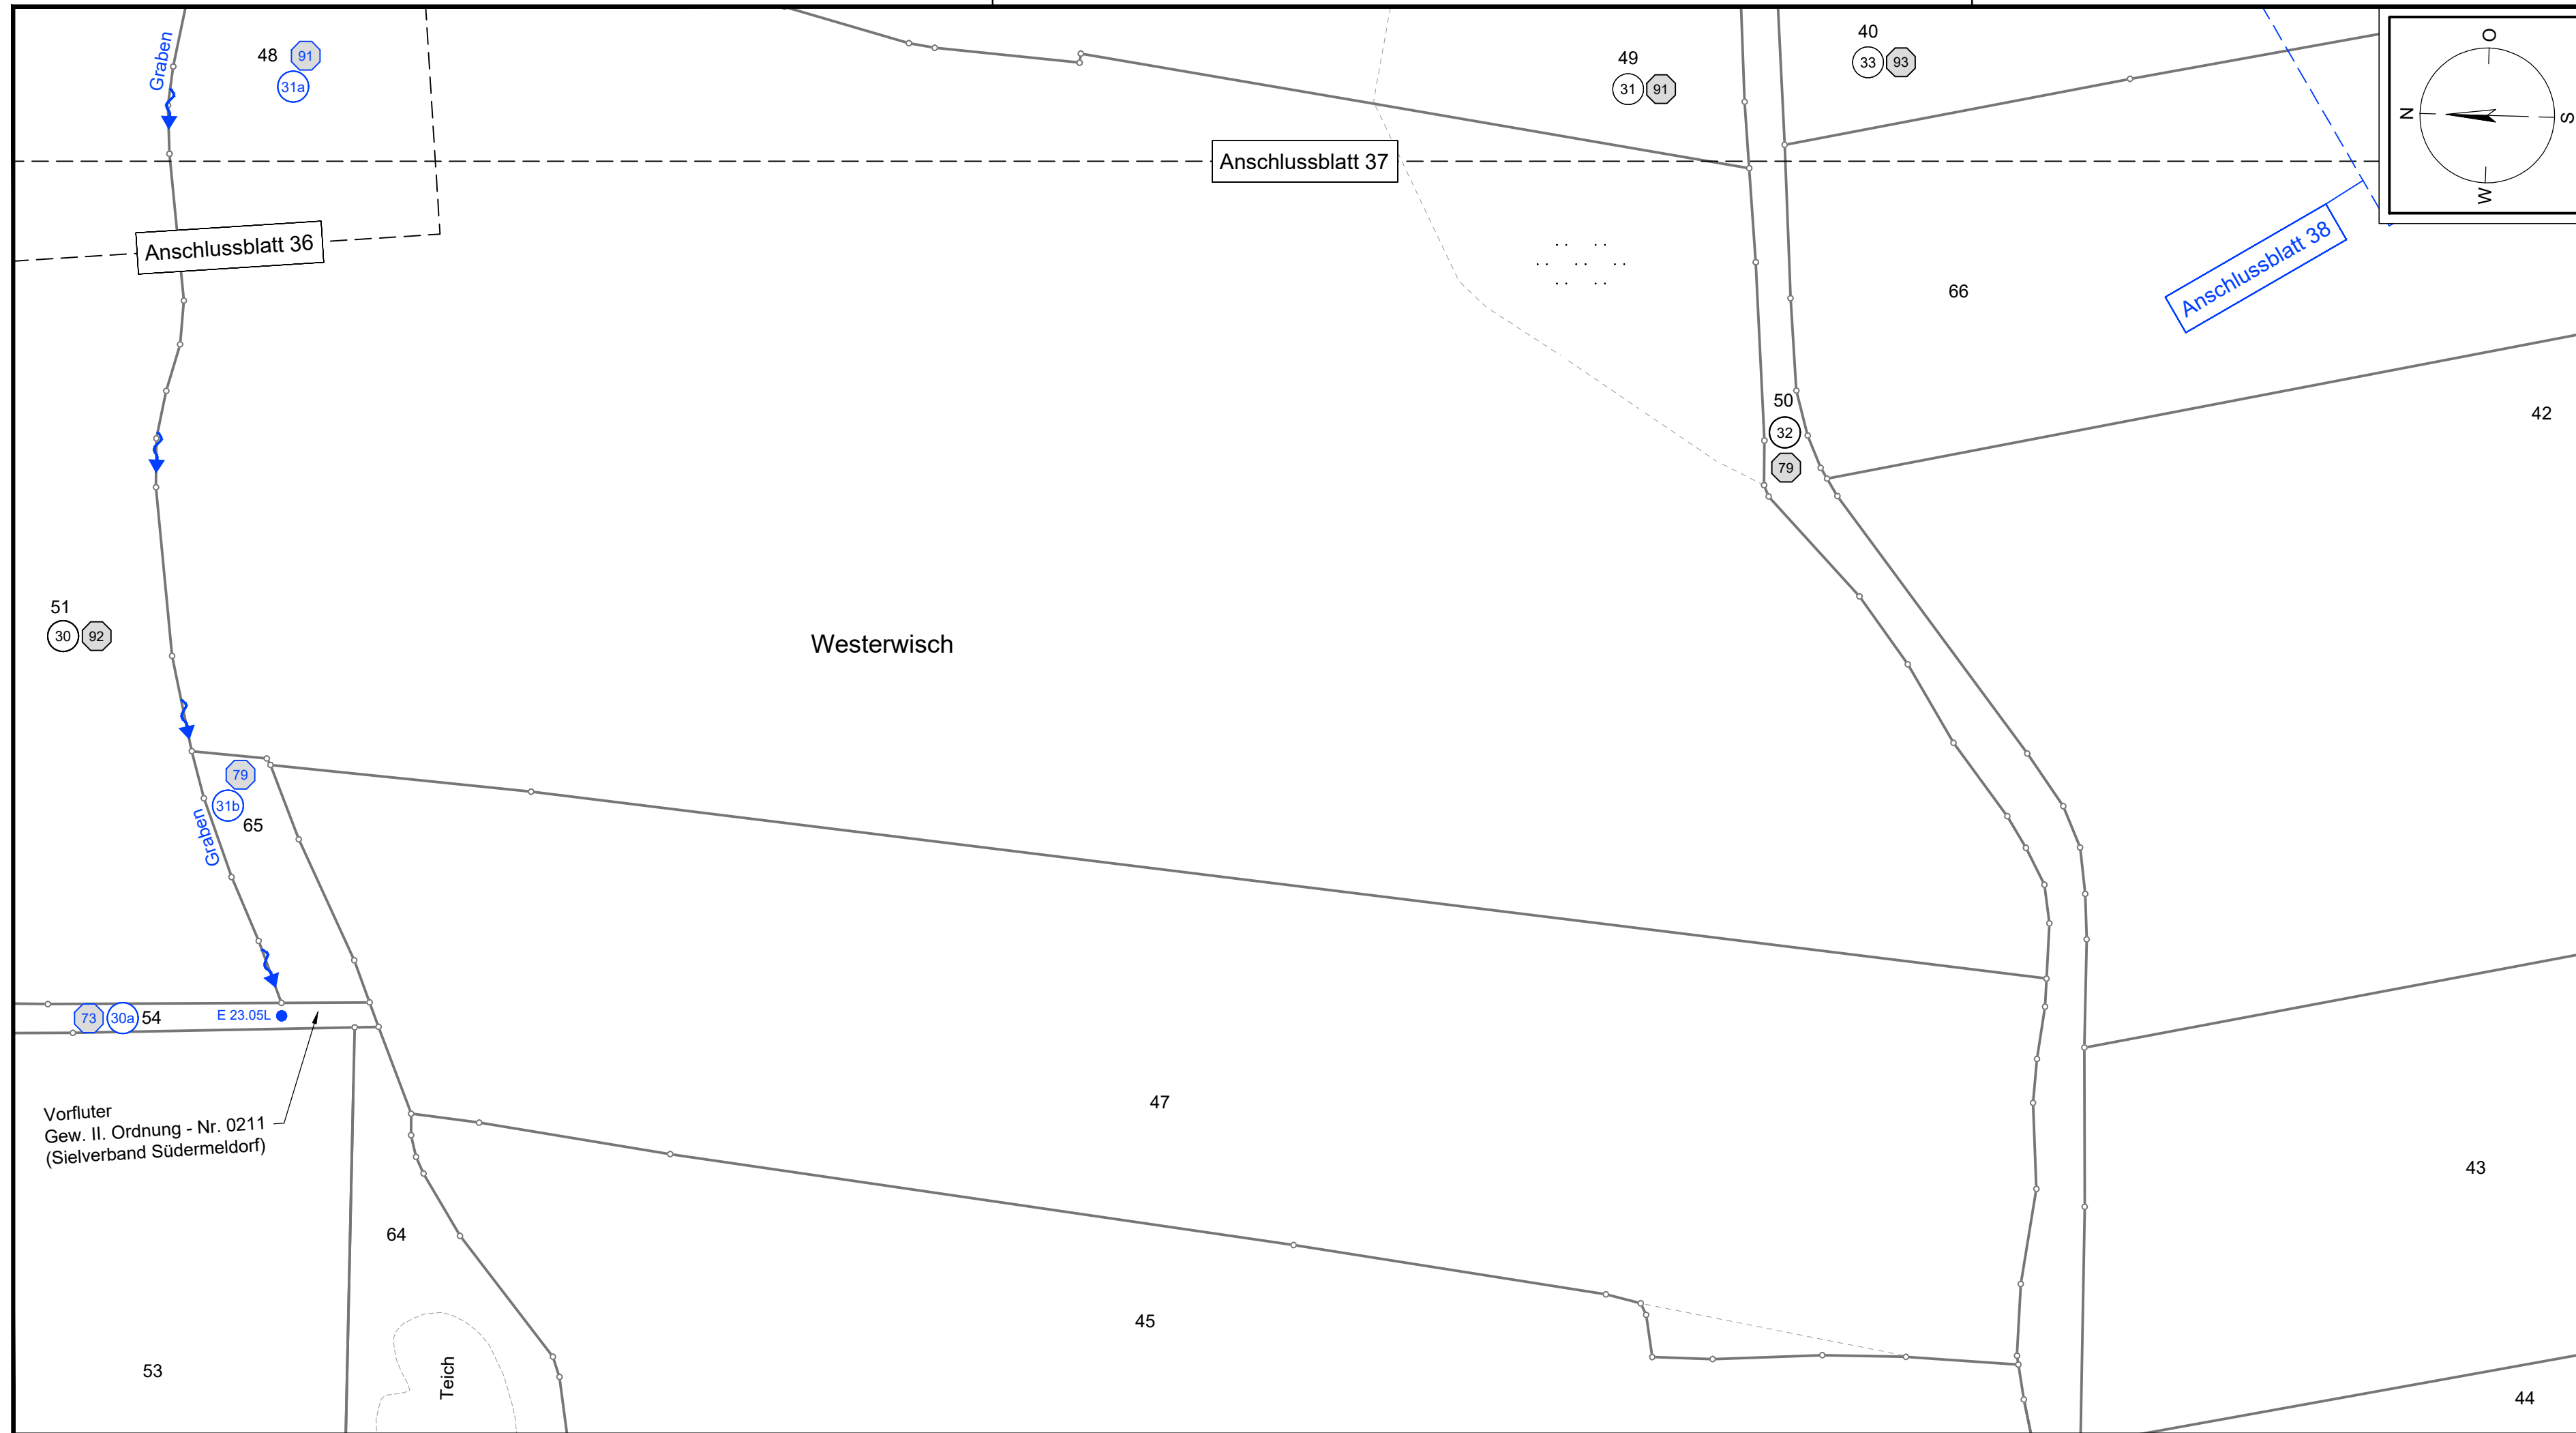 Graben
48 91
31a
49
31 91
40
33 93
O
N
S
W
Anschlussblatt 37
Anschlussblatt 36
Anschlussblatt 38
66
50
32
79
42
51
30 92
Westerwisch
79
31b
65
Graben
73 30a 54
E 23.05L
Vorfluter
Gew. II. Ordnung - Nr. 0211
(Sielverband Südermeldorf)
47
43
64
45
53
Teich
44